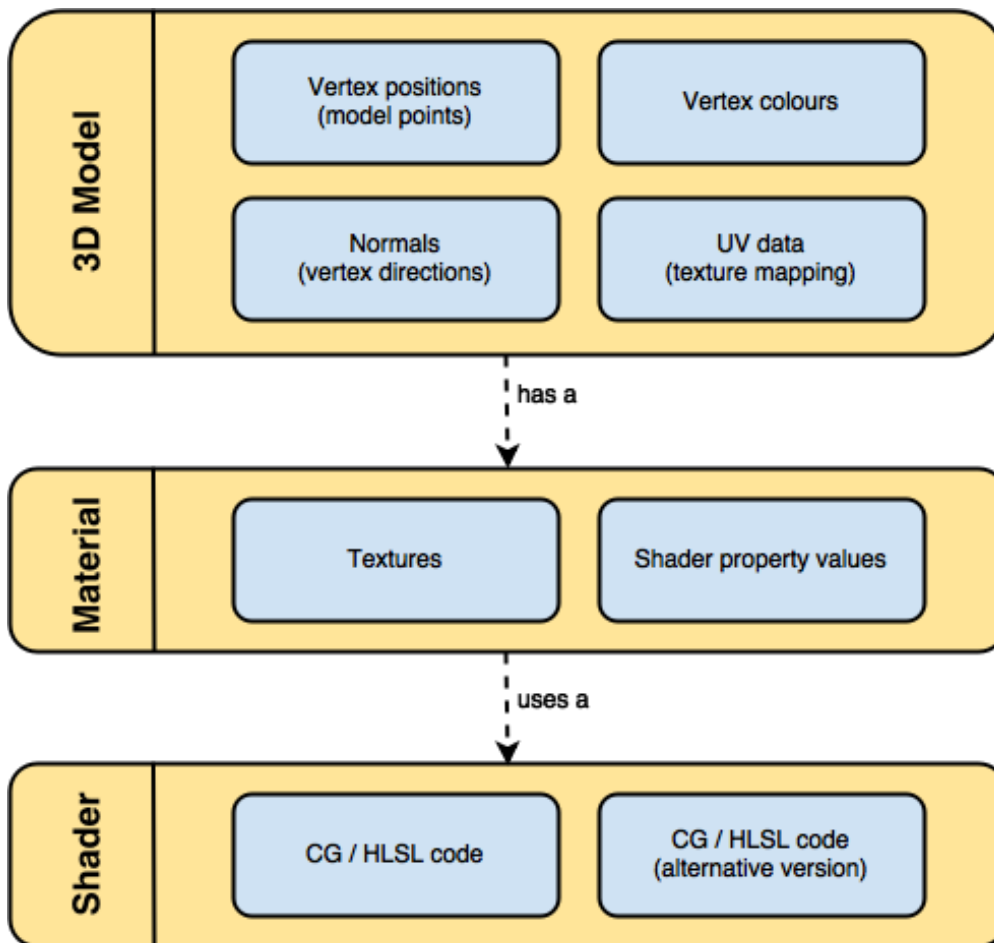 3D Model
Vertex positions
(model points)
Vertex colours
Normals
(vertex directions)
UV data
(texture mapping)
has a
Material
Textures
Shader property values
uses a
Shader
CG / HLSL code
CG / HLSL code
(alternative version)